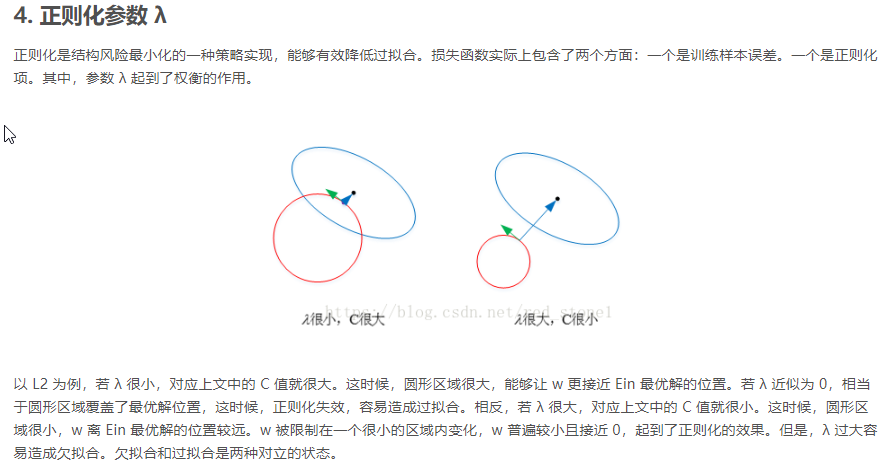 4. 正则化参数 λ
正则化是结构风险最小化的一种策略实现，能够有效降低过拟合。损失函数实际上包含了两个方面：一个是训练样本误差。一个是正则化
项。其中，参数 λ 起到了权衡的作用。
https://blog.csdn.net/red_stone1
λ很小，C很大
λ很大，C很小
以 L2 为例，若 λ 很小，对应上文中的 C 值就很大。这时候，圆形区域很大，能够让 w 更接近 Ein 最优解的位置。若 λ 近似为 0，相当
于圆形区域覆盖了最优解位置，这时候，正则化失效，容易造成过拟合。相反，若 λ 很大，对应上文中的 C 值就很小。这时候，圆形区
域很小，w 离 Ein 最优解的位置较远。w 被限制在一个很小的区域内变化，w 普遍较小且接近 0，起到了正则化的效果。但是，λ 过大容
易造成欠拟合。欠拟合和过拟合是两种对立的状态。